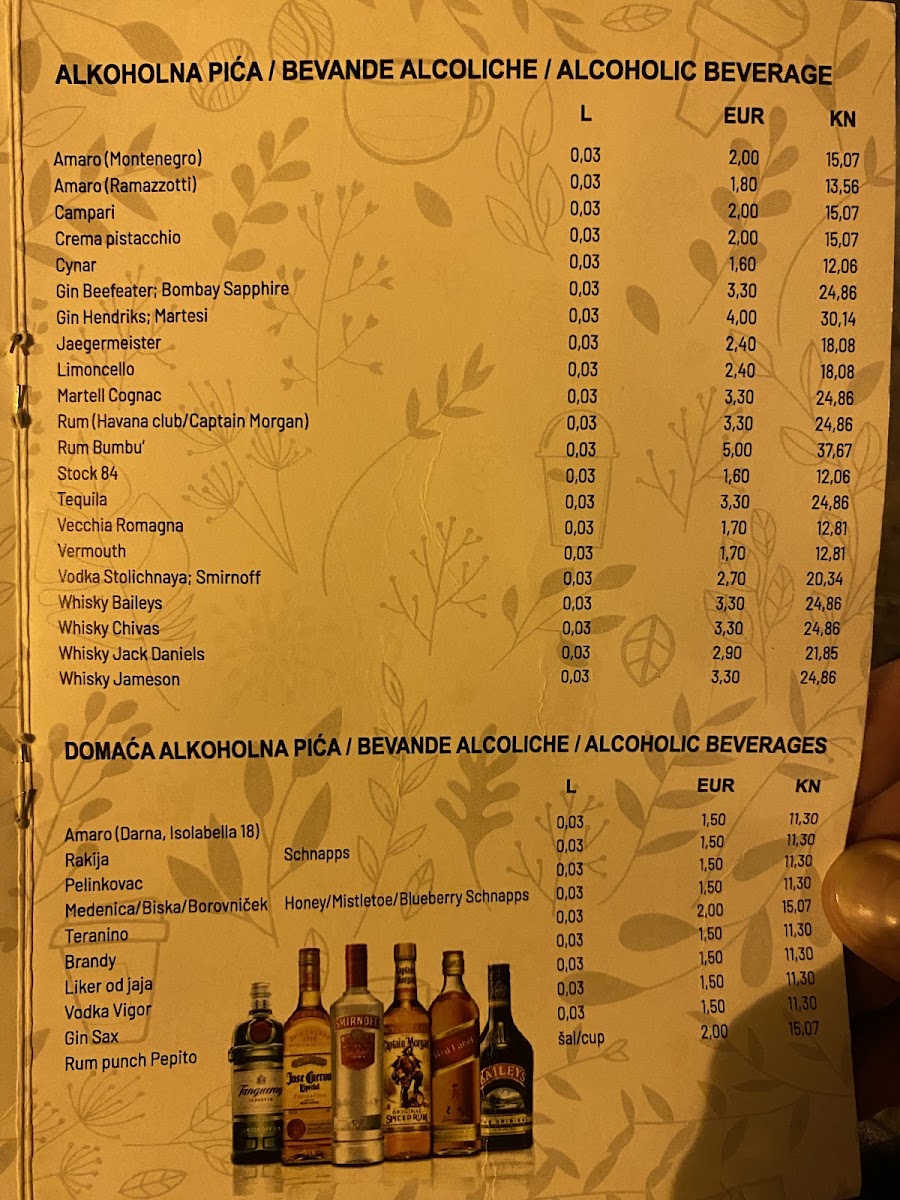 ALKOHOLNA PIĆA / BEVANDE ALCOLICHE / ALCOHOLIC BEVERAGE
L EUR KN
Amaro (Montenegro) 0,03 2,00 15,07
Amaro (Ramazzotti) 0,03 1,80 13,56
Campari 0,03 2,00 15,07
Crema pistacchio 0,03 2,00 15,07
Cynar 0,03 1,60 12,06
Gin Beefeater; Bombay Sapphire 0,03 3,30 24,86
Gin Hendriks; Martesi 0,03 4,00 30,14
Jaegermeister 0,03 2,40 18,08
Limoncello 0,03 2,40 18,08
Martell Cognac 0,03 3,30 24,86
Rum (Havana club/Captain Morgan) 0,03 3,30 24,86
Rum Bumbu' 0,03 5,00 37,67
Stock 84 0,03 1,60 12,06
Tequila 0,03 3,30 24,86
Vecchia Romagna 0,03 1,70 12,81
Vermouth 0,03 1,70 12,81
Vodka Stolichnaya; Smirnoff 0,03 2,70 20,34
Whisky Baileys 0,03 3,30 24,86
Whisky Chivas 0,03 3,30 24,86
Whisky Jack Daniels 0,03 2,90 21,85
Whisky Jameson 0,03 3,30 24,86
DOMAĆA ALKOHOLNA PIĆA / BEVANDE ALCOLICHE / ALCOHOLIC BEVERAGES
L EUR KN
Amaro (Darna, Isolabella 18) 0,03 1,50 11,30
Rakija Schnapps 0,03 1,50 11,30
Pelinkovac 0,03 1,50 11,30
Medenica/Biska/Borovniček Honey/Mistletoe/Blueberry Schnapps 0,03 1,50 11,30
Teranino 0,03 2,00 15,07
Brandy 0,03 1,50 11,30
Liker od jaja 0,03 1,50 11,30
Vodka Vigor 0,03 1,50 11,30
Gin Sax 0,03 1,50 11,30
Rum punch Pepito šal/cup 2,00 15,07
Tanqueray
Jose Cuervo
Especial
SMIRNOFF
Captain Morgan
ORIGINAL
SPICED RUM
Red Label
BAILEYS